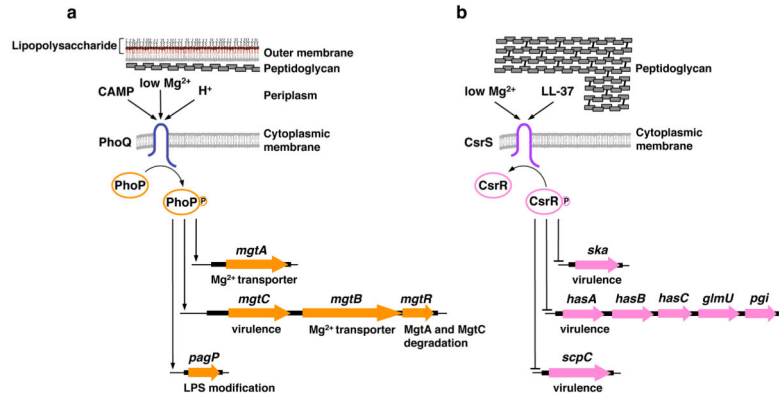 a
Lipopolysaccharide
Outer membrane
Peptidoglycan
CAMP
low Mg²⁺
H⁺
Periplasm
PhoQ
Cytoplasmic
membrane
PhoP
PhoP P
mgtA
Mg²⁺ transporter
mgtC
mgtB
mgtR
virulence
Mg²⁺ transporter
MgtA and MgtC
degradation
pagP
LPS modification
b
Peptidoglycan
low Mg²⁺
LL-37
CsrS
Cytoplasmic
membrane
CsrR
CsrR P
ska
virulence
hasA
hasB
hasC
glmU
pgi
virulence
scpC
virulence